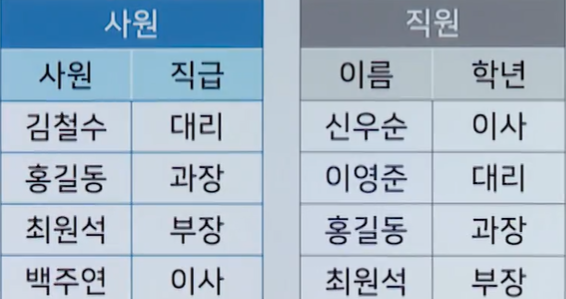 사원 직원
사원 직급 이름 학년
김철수 대리 신우순 이사
홍길동 과장 이영준 대리
최원석 부장 홍길동 과장
백주연 이사 최원석 부장